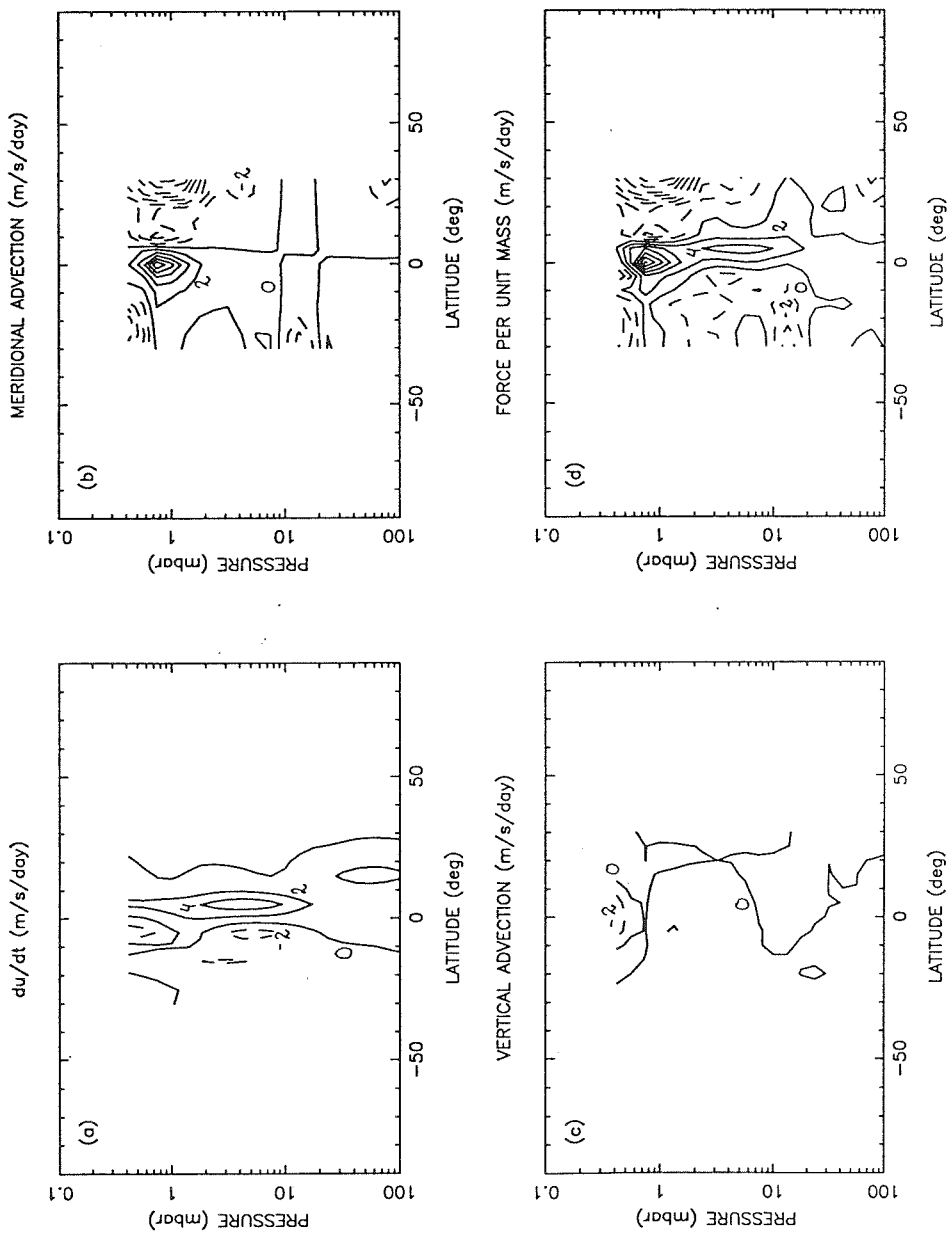 du/dt (m/s/day)
(a)
0.1
1
10
100
PRESSURE (mbar)
4
2
-2
0
-50
0
50
LATITUDE (deg)
MERIDIONAL ADVECTION (m/s/day)
(b)
0.1
1
10
100
PRESSURE (mbar)
2
-2
0
-50
0
50
LATITUDE (deg)
VERTICAL ADVECTION (m/s/day)
(c)
0.1
1
10
100
PRESSURE (mbar)
-2
0
0
-50
0
50
LATITUDE (deg)
FORCE PER UNIT MASS (m/s/day)
(d)
0.1
1
10
100
PRESSURE (mbar)
4
2
-2
0
-50
0
50
LATITUDE (deg)